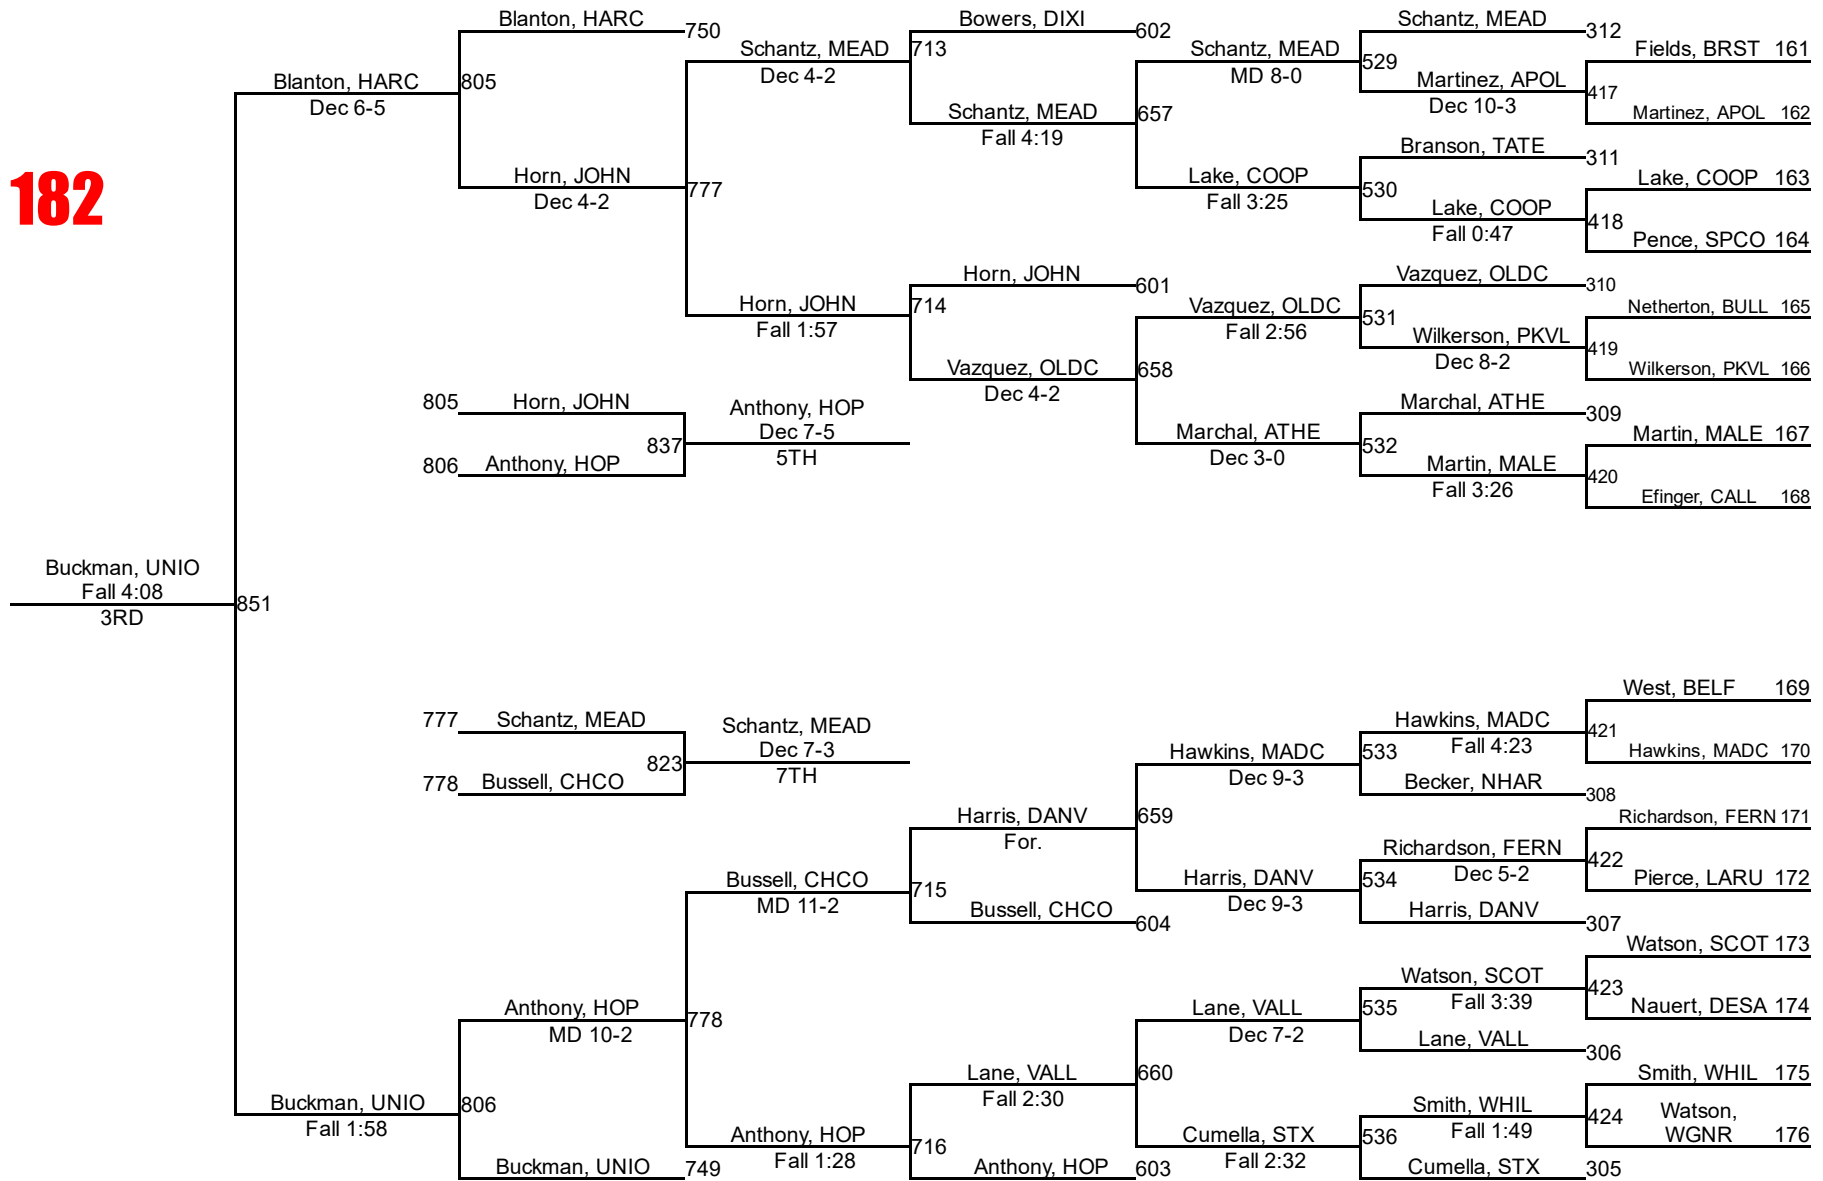 Blanton, HARC
750
Bowers, DIXI
602
Schantz, MEAD
312
Schantz, MEAD
713
Dec 4-2
Schantz, MEAD
MD 8-0
529
Fields, BRST 161
Blanton, HARC
Dec 6-5
805
Martinez, APOL
Dec 10-3
417
Martinez, APOL 162
Schantz, MEAD
Fall 4:19
657
Branson, TATE
311
182
Horn, JOHN
Dec 4-2
777
Lake, COOP
Fall 3:25
530
Lake, COOP 163
Lake, COOP
Fall 0:47
418
Pence, SPCO 164
Horn, JOHN
601
Vazquez, OLDC
310
Horn, JOHN
Fall 1:57
714
Vazquez, OLDC
Fall 2:56
531
Netherton, BULL 165
Wilkerson, PKVL
Dec 8-2
419
Wilkerson, PKVL 166
Vazquez, OLDC
Dec 4-2
658
805
Horn, JOHN
Anthony, HOP
Dec 7-5
5TH
837
806
Anthony, HOP
Marchal, ATHE
309
Marchal, ATHE
Dec 3-0
532
Martin, MALE 167
Martin, MALE
Fall 3:26
420
Efinger, CALL 168
Buckman, UNIO
Fall 4:08
3RD
851
West, BELF 169
777
Schantz, MEAD
Schantz, MEAD
Dec 7-3
7TH
823
778
Bussell, CHCO
Hawkins, MADC
Fall 4:23
421
Hawkins, MADC 170
Hawkins, MADC
Dec 9-3
533
Becker, NHAR
308
Harris, DANV
For.
659
Richardson, FERN 171
Richardson, FERN
Dec 5-2
422
Pierce, LARU 172
Bussell, CHCO
MD 11-2
715
Harris, DANV
Dec 9-3
534
Bussell, CHCO
604
Harris, DANV
307
Watson, SCOT 173
Watson, SCOT
Fall 3:39
423
Nauert, DESA 174
Anthony, HOP
MD 10-2
778
Lane, VALL
Dec 7-2
535
Lane, VALL
306
Lane, VALL
Fall 2:30
660
Smith, WHIL 175
Buckman, UNIO
Fall 1:58
806
Smith, WHIL
Fall 1:49
424
Watson,
WGNR 176
Anthony, HOP
Fall 1:28
716
Cumella, STX
Fall 2:32
536
Buckman, UNIO
749
Anthony, HOP
603
Cumella, STX
305